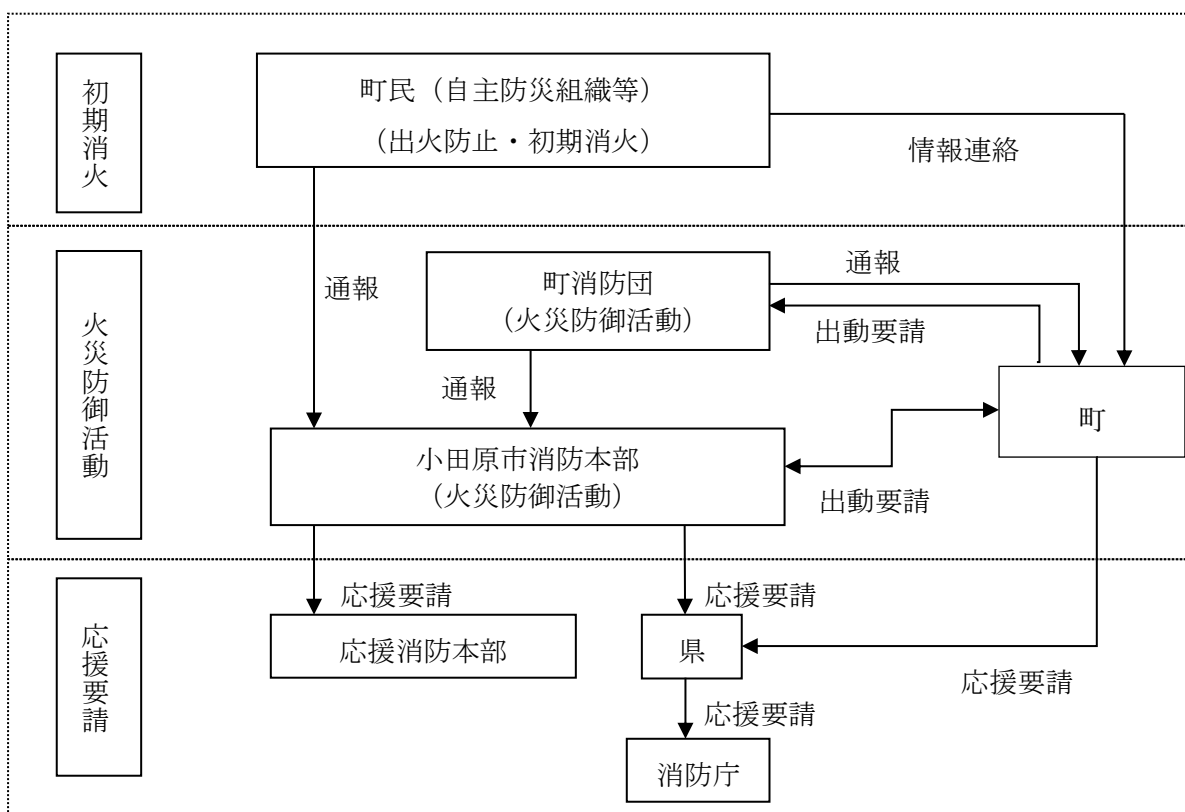 初期消火
町民（自主防災組織等）
（出火防止・初期消火）
情報連絡
火災防御活動
通報
町消防団
（火災防御活動）
通報
出動要請
通報
町
小田原市消防本部
（火災防御活動）
出動要請
応援要請
応援要請
応援要請
応援消防本部
県
応援要請
応援要請
消防庁